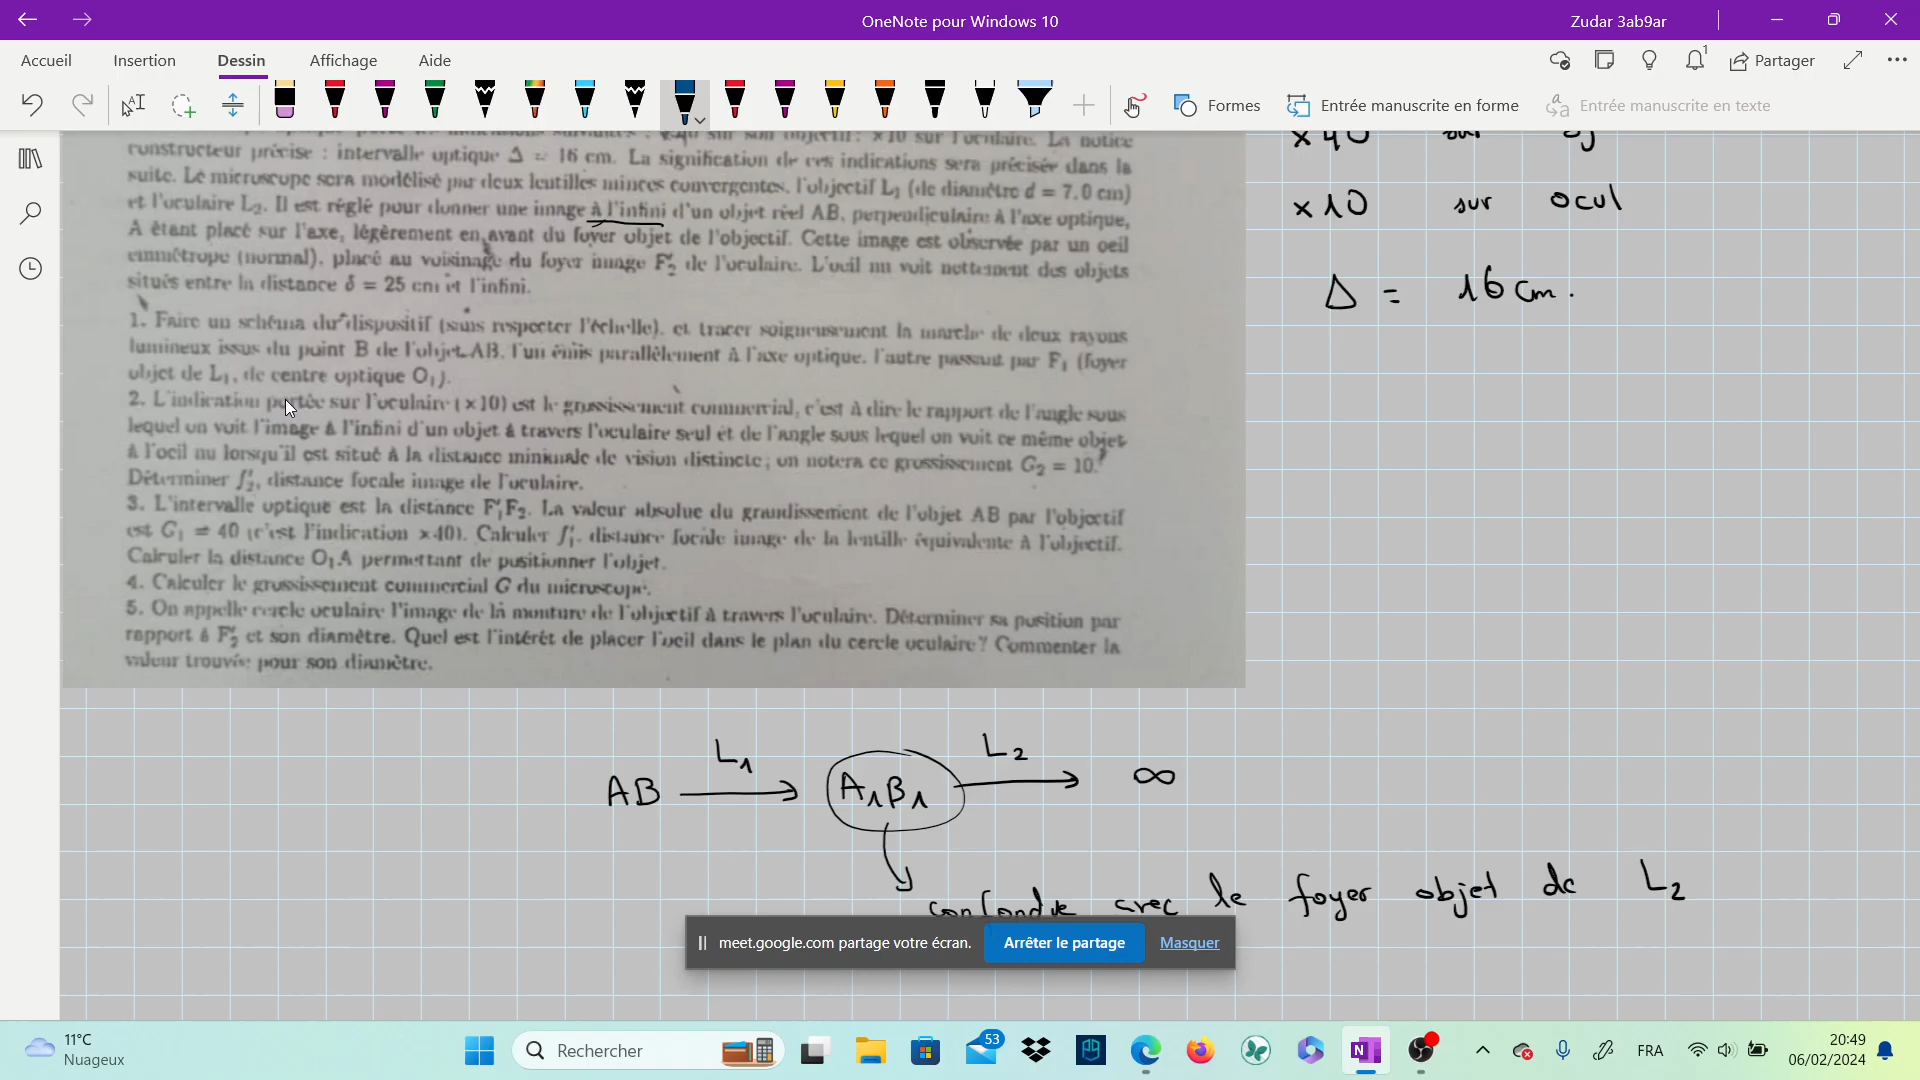 OneNote pour Windows 10
Zudar 3ab9ar
Accueil
Insertion
Dessin
Affichage
Aide
1
Partager
Formes
Entrée manuscrite en forme
Entrée manuscrite en texte
sur son objectif : ×10 sur l'oculaire. La notice
constructeur précise : intervalle optique Δ = 16 cm. La signification de ces indications sera précisée dans la
suite. Le microscope sera modélisé par deux lentilles minces convergentes, l'objectif L₁ (de diamètre d = 7.0 cm)
et l'oculaire L₂. Il est réglé pour donner une image à l'infini d'un objet réel AB, perpendiculaire à l'axe optique,
A étant placé sur l'axe, légèrement en avant du foyer objet de l'objectif. Cette image est observée par un oeil
emmétrope (normal), placé au voisinage du foyer image F′₂ de l'oculaire. L'oeil nu voit nettement des objets
situés entre la distance δ = 25 cm et l'infini.
1. Faire un schéma du dispositif (sans respecter l'échelle), et tracer soigneusement la marche de deux rayons
lumineux issus du point B de l'objet AB, l'un émis parallèlement à l'axe optique, l'autre passant par F₁ (foyer
objet de L₁, de centre optique O₁).
2. L'indication portée sur l'oculaire (×10) est le grossissement commercial, c'est à dire le rapport de l'angle sous
lequel on voit l'image à l'infini d'un objet à travers l'oculaire seul et de l'angle sous lequel on voit ce même objet
à l'oeil nu lorsqu'il est situé à la distance minimale de vision distincte ; on notera ce grossissement G₂ = 10.
Déterminer f′₂, distance focale image de l'oculaire.
3. L'intervalle optique est la distance F′₁F₂. La valeur absolue du grandissement de l'objet AB par l'objectif
est G₁ = 40 (c'est l'indication ×40). Calculer f′₁, distance focale image de la lentille équivalente à l'objectif.
Calculer la distance O₁A permettant de positionner l'objet.
4. Calculer le grossissement commercial G du microscope.
5. On appelle cercle oculaire l'image de la monture de l'objectif à travers l'oculaire. Déterminer sa position par
rapport à F′₂ et son diamètre. Quel est l'intérêt de placer l'oeil dans le plan du cercle oculaire ? Commenter la
valeur trouvée pour son diamètre.
×40 sur oj
×10 sur ocul
Δ = 16 cm.
AB L₁ A₁B₁ L₂ ∞
confondue avec le foyer objet de L₂
meet.google.com partage votre écran.
Arrêter le partage
Masquer
11°C
Nuageux
Rechercher
53
FRA
20:49
06/02/2024